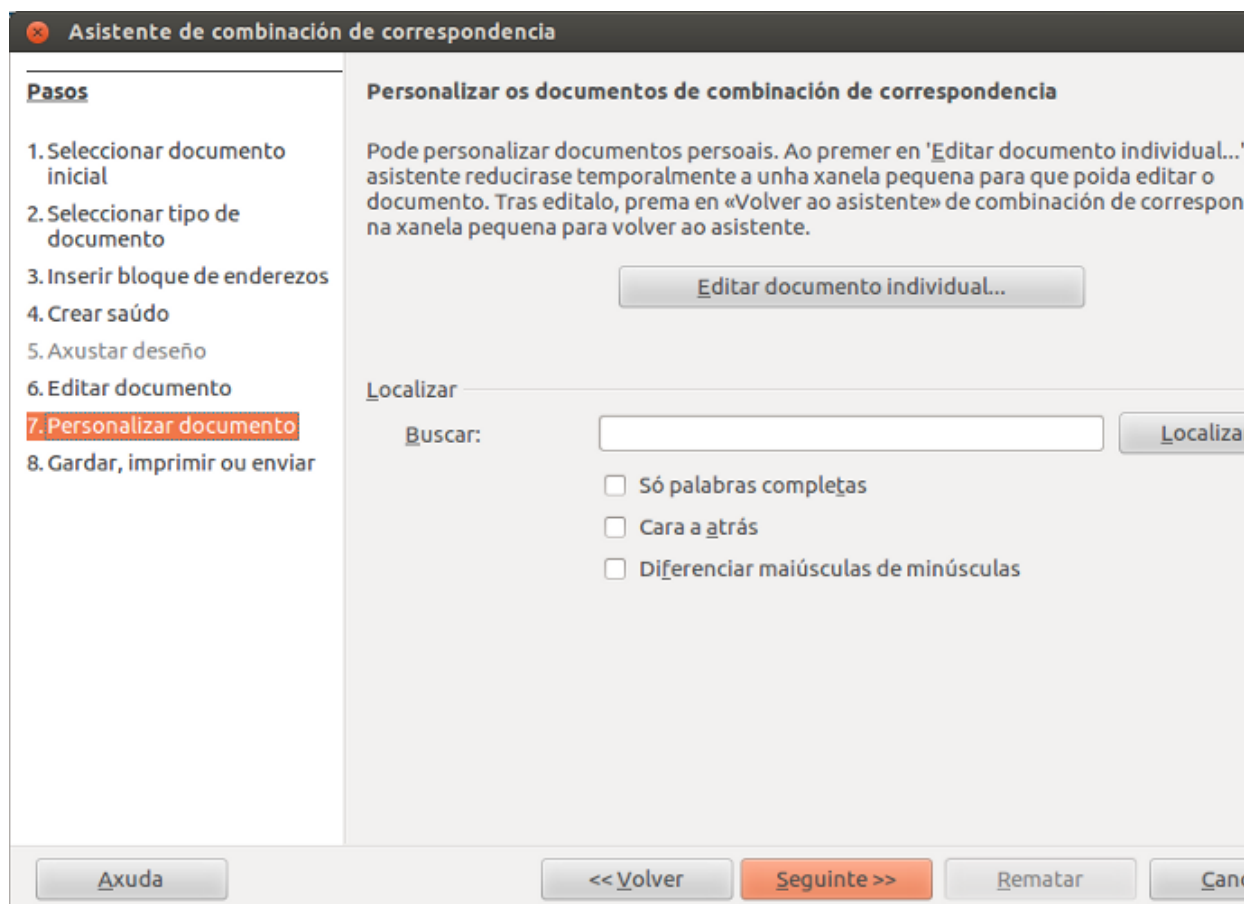 Asistente de combinación de correspondencia
Pasos
1. Seleccionar documento
inicial
2. Seleccionar tipo de
documento
3. Inserir bloque de enderezos
4. Crear saúdo
5. Axustar deseño
6. Editar documento
7. Personalizar documento
8. Gardar, imprimir ou enviar
Personalizar os documentos de combinación de correspondencia
Pode personalizar documentos persoais. Ao premer en 'Editar documento individual...'
asistente reducirase temporalmente a unha xanela pequena para que poida editar o
documento. Tras editalo, prema en «Volver ao asistente» de combinación de correspon
na xanela pequena para volver ao asistente.
Editar documento individual...
Localizar
Buscar:
Localiza
Só palabras completas
Cara a atrás
Diferenciar maiúsculas de minúsculas
Axuda
<< Volver
Seguinte >>
Rematar
Canc